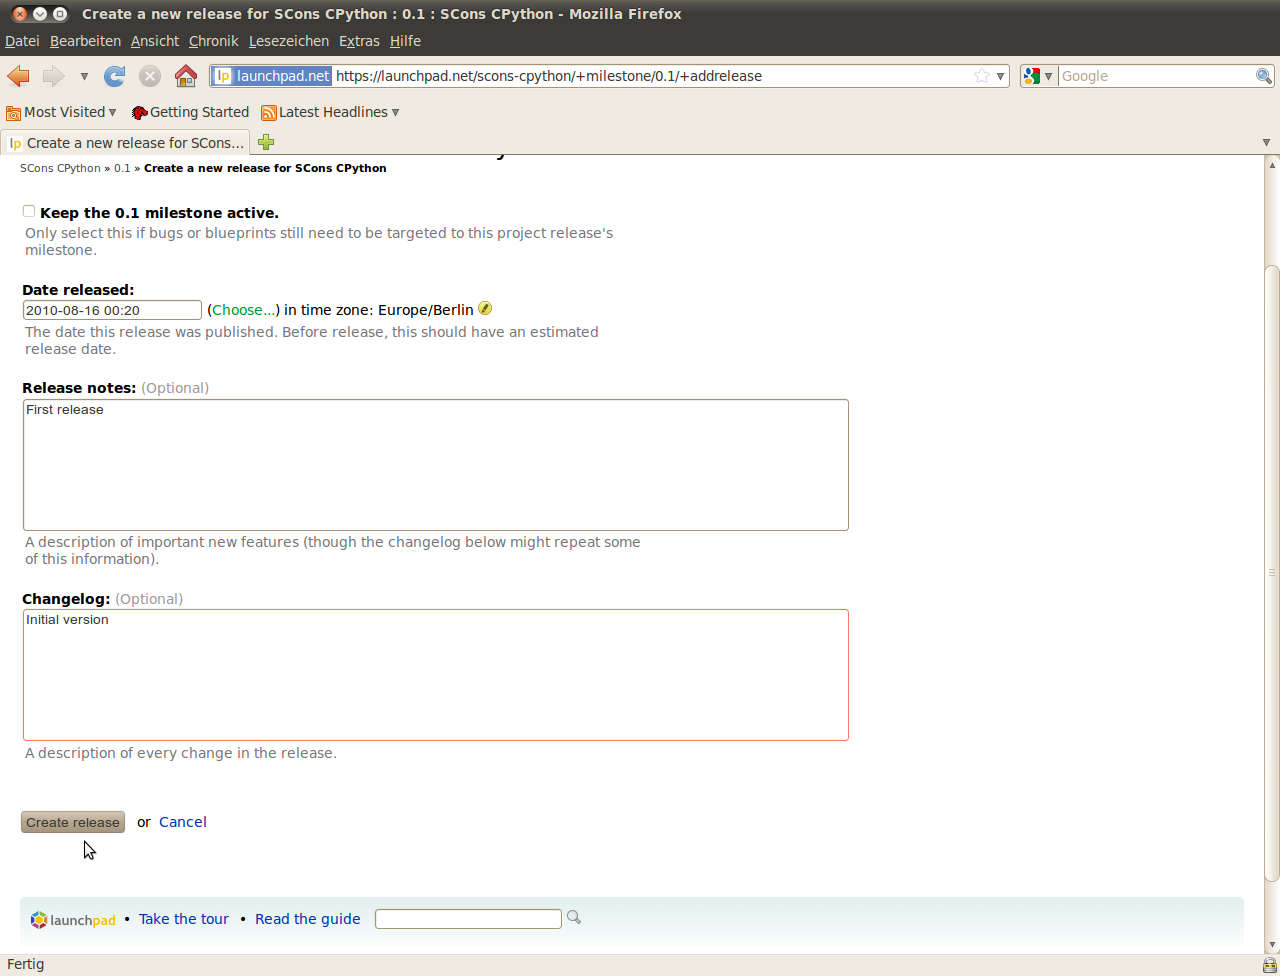 Create a new release for SCons CPython : 0.1 : SCons CPython - Mozilla Firefox
Datei Bearbeiten Ansicht Chronik Lesezeichen Extras Hilfe
lp launchpad.net https://launchpad.net/scons-cpython/+milestone/0.1/+addrelease Google
Most Visited Getting Started Latest Headlines
lp Create a new release for SCons...
SCons CPython » 0.1 » Create a new release for SCons CPython
Keep the 0.1 milestone active.
Only select this if bugs or blueprints still need to be targeted to this project release's
milestone.
Date released:
2010-08-16 00:20 (Choose...) in time zone: Europe/Berlin
The date this release was published. Before release, this should have an estimated
release date.
Release notes: (Optional)
First release
A description of important new features (though the changelog below might repeat some
of this information).
Changelog: (Optional)
Initial version
A description of every change in the release.
Create release or Cancel
launchpad • Take the tour • Read the guide
Fertig